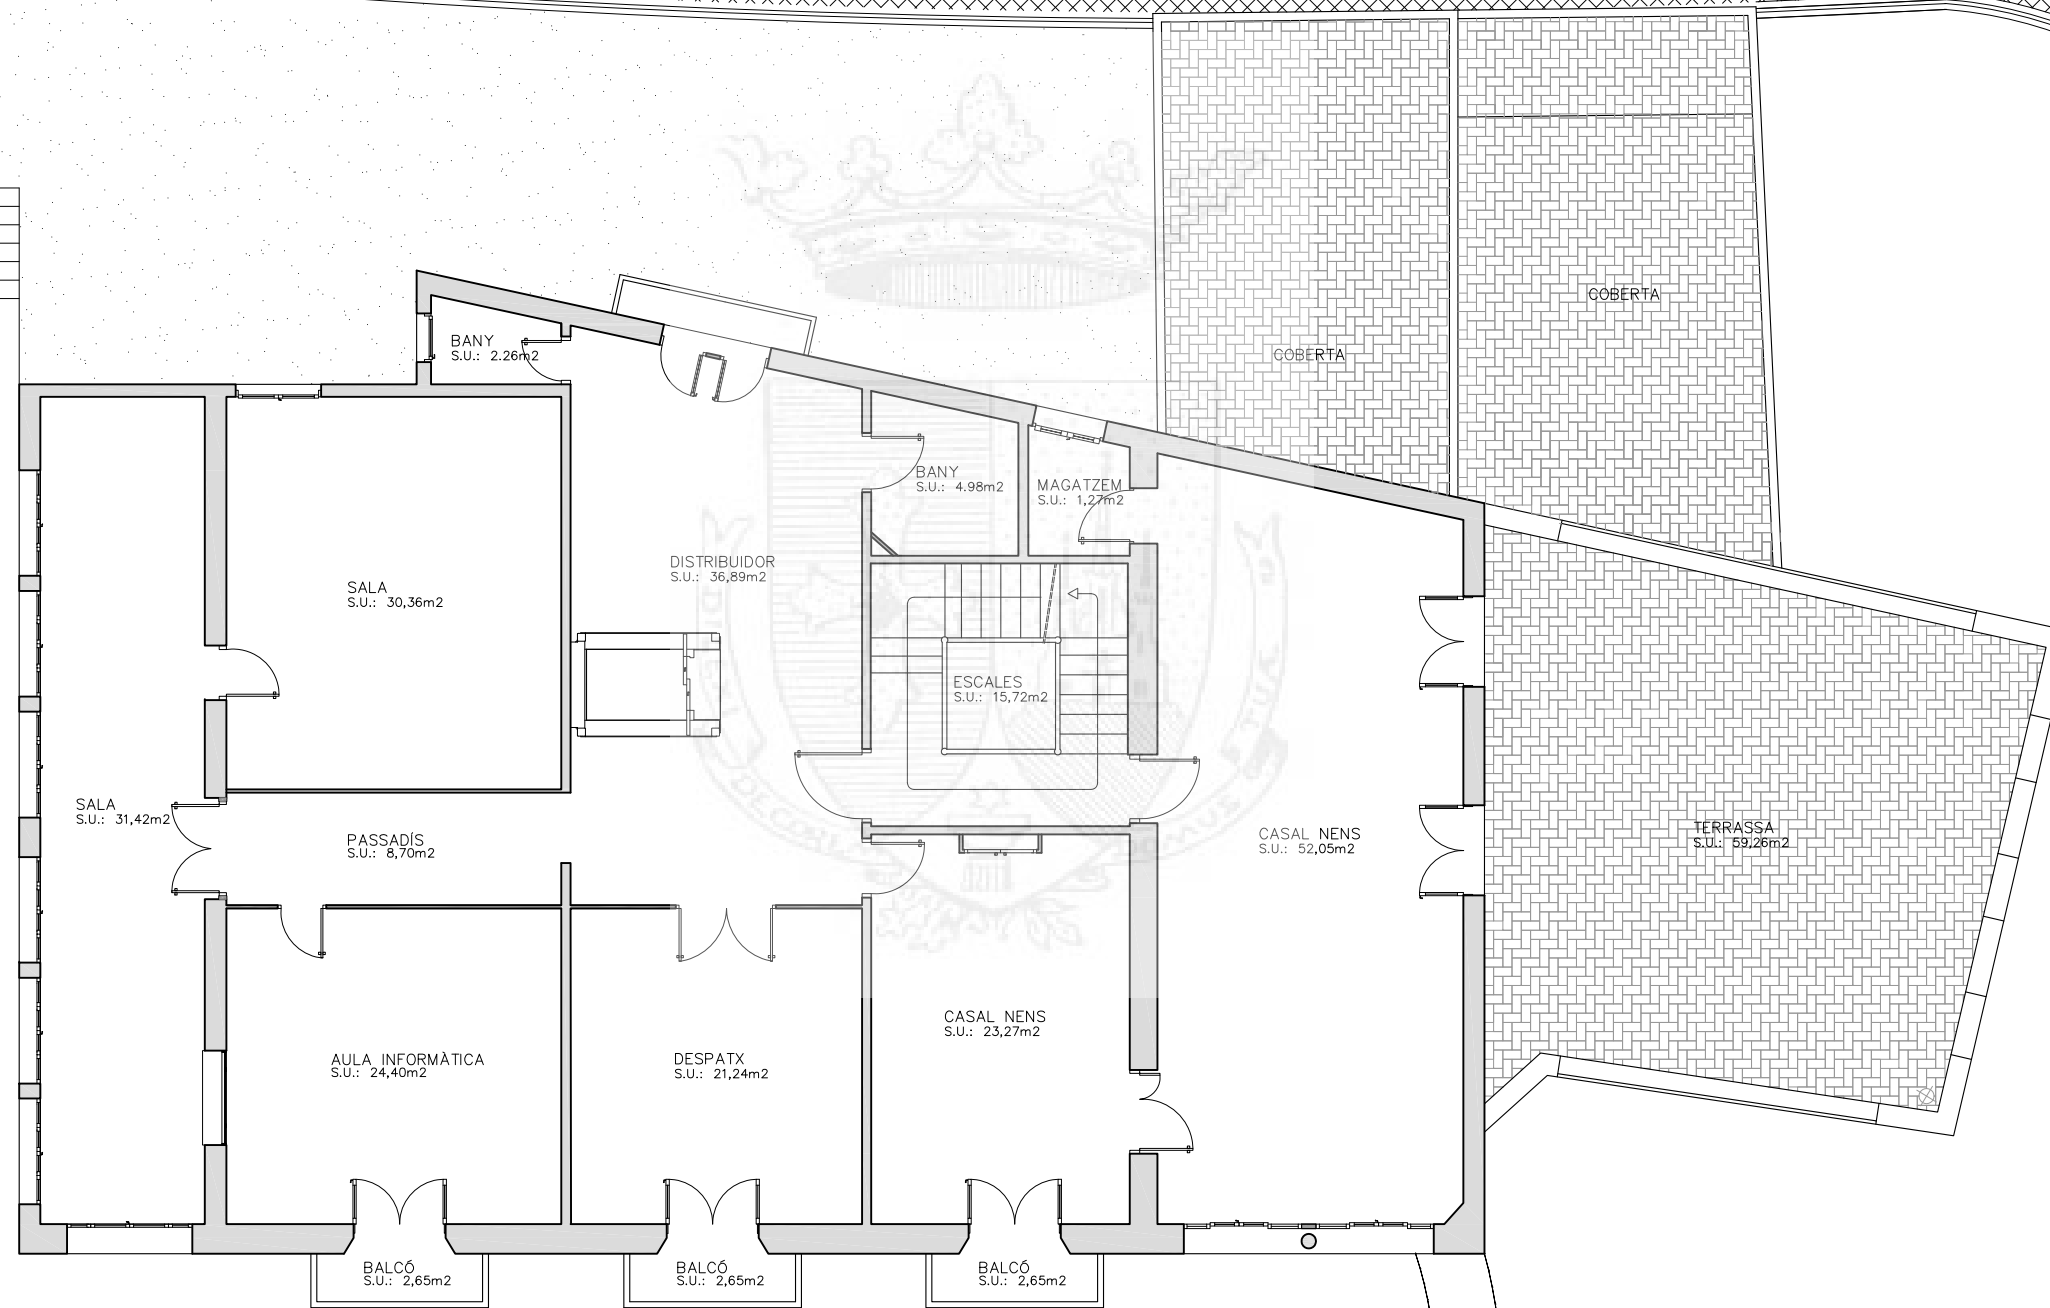 COBERTA
COBERTA
BANY
S.U.: 2.26m2
BANY
S.U.: 4.98m2
MAGATZEM
S.U.: 1,27m2
DISTRIBUIDOR
S.U.: 36,89m2
SALA
S.U.: 30,36m2
ESCALES
S.U.: 15,72m2
SALA
S.U.: 31,42m2
PASSADÍS
S.U.: 8,70m2
CASAL NENS
S.U.: 52,05m2
TERRASSA
S.U.: 59,26m2
CASAL NENS
S.U.: 23,27m2
AULA INFORMÀTICA
S.U.: 24,40m2
DESPATX
S.U.: 21,24m2
BALCÓ
S.U.: 2,65m2
BALCÓ
S.U.: 2,65m2
BALCÓ
S.U.: 2,65m2